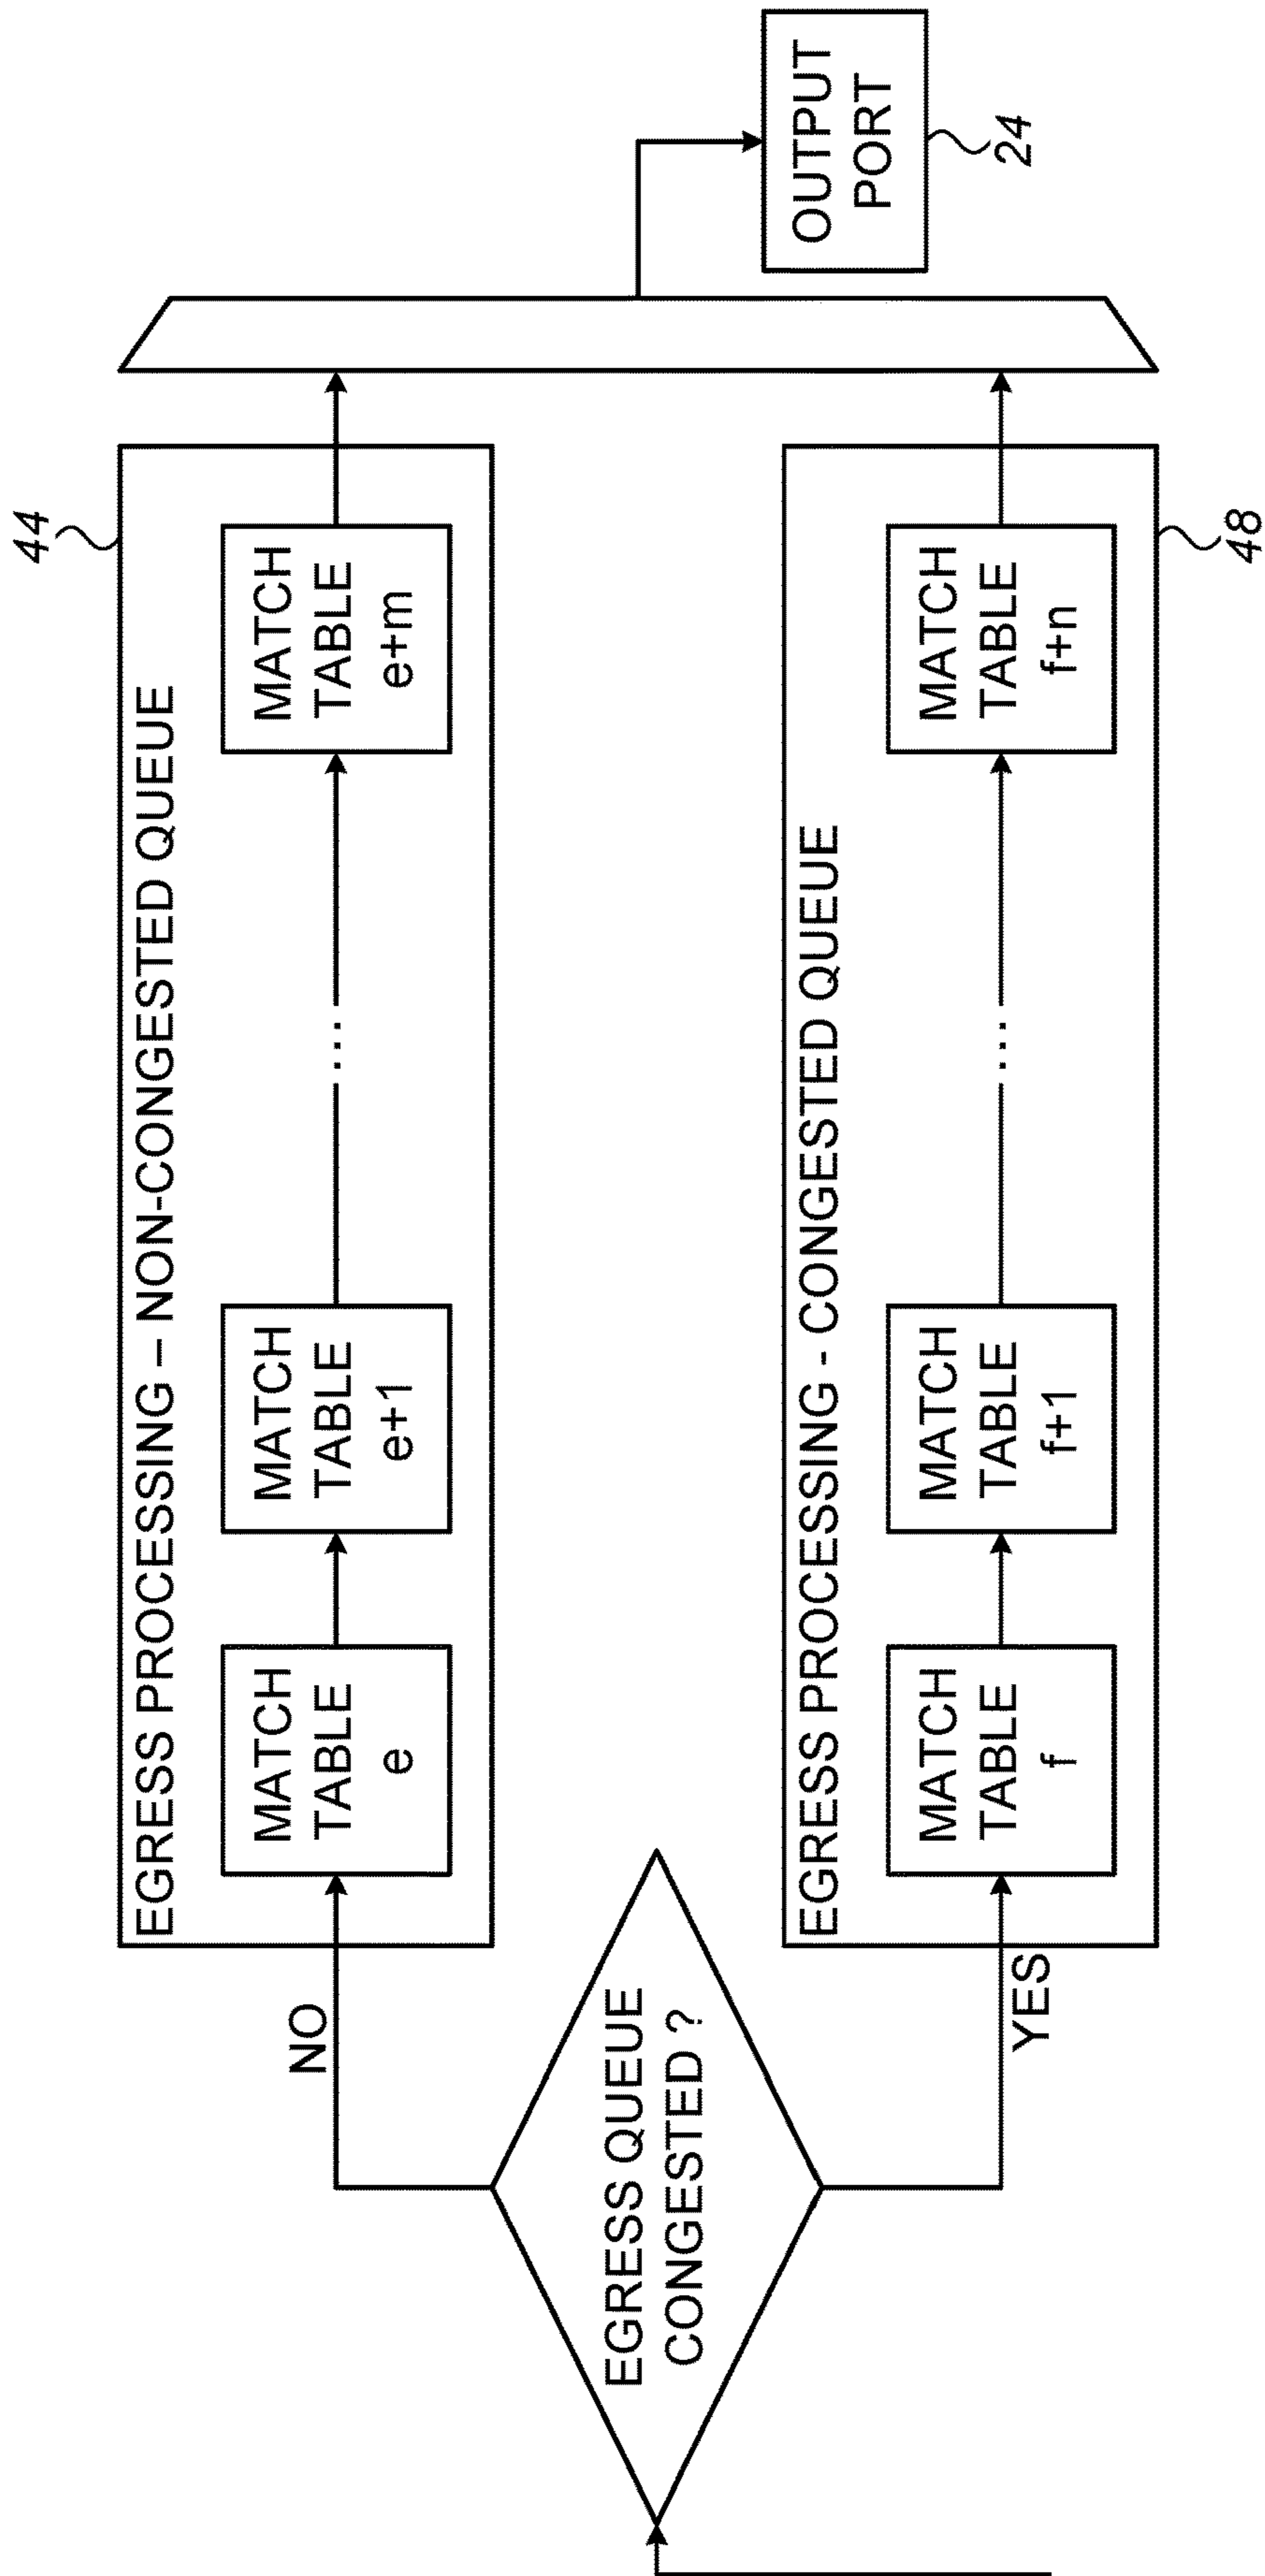 EGRESS QUEUE
CONGESTED ?
NO
YES
44
EGRESS PROCESSING – NON-CONGESTED QUEUE
MATCH
TABLE
e
MATCH
TABLE
e+1
....
MATCH
TABLE
e+m
EGRESS PROCESSING - CONGESTED QUEUE
MATCH
TABLE
f
MATCH
TABLE
f+1
...
MATCH
TABLE
f+n
48
OUTPUT
PORT
24